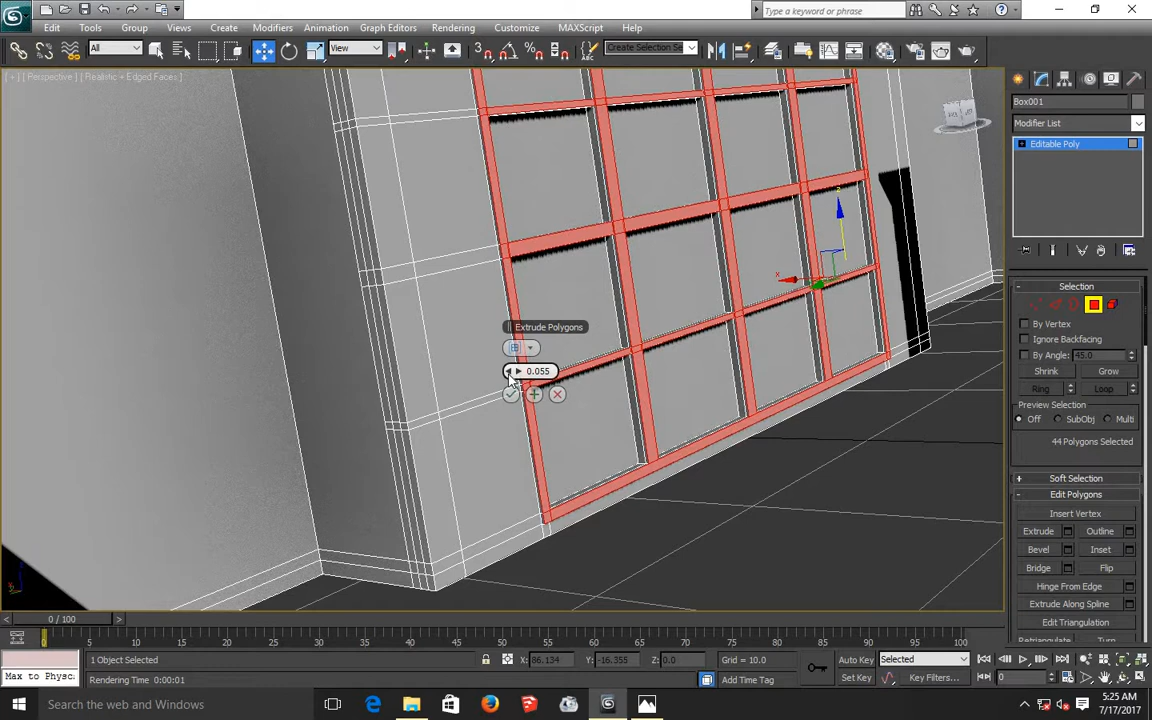 Type a keyword or phrase
Edit Tools Group Views Create Modifiers Animation Graph Editors Rendering Customize MAXScript Help
All View Create Selection Se
[ + ] [ Perspective ] [ Realistic + Edged Faces ]
Box001
Modifier List
Editable Poly
Selection
By Vertex
Ignore Backfacing
By Angle: 45.0
Shrink Grow
Ring Loop
Preview Selection
Off SubObj Multi
44 Polygons Selected
Soft Selection
Edit Polygons
Insert Vertex
Extrude Outline
Bevel Inset
Bridge Flip
Hinge From Edge
Extrude Along Spline
Edit Triangulation
Retriangulate Turn
Extrude Polygons
0.055
z
x
0 / 100
0 5 10 15 20 25 30 35 40 45 50 55 60 65 70 75 80 85 90 95 100
1 Object Selected X: 86.134 Y: -16.355 Z: 0.0 Grid = 10.0 Auto Key Selected
Max to Physc
Rendering Time 0:00:01 Add Time Tag Set Key Key Filters... 0
Search the web and Windows
5:25 AM
7/17/2017